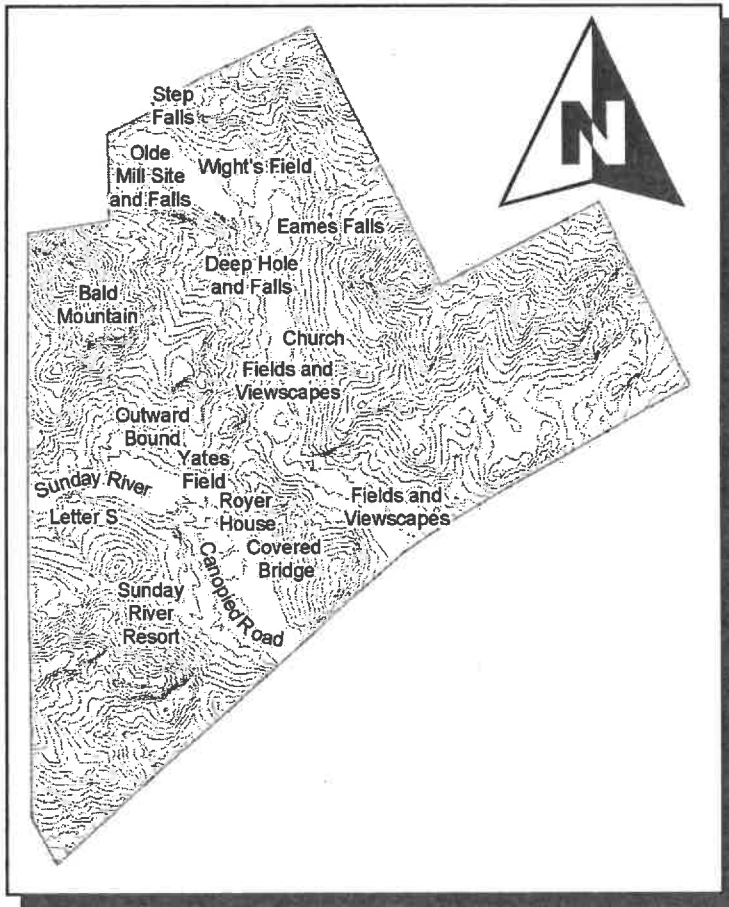 Step
Falls
N
Olde
Mill Site
and Falls
Wight's Field
Eames Falls
Deep Hole
and Falls
Bald
Mountain
Church
Fields and
Viewscapes
Outward
Bound
Yates
Field
Sunday River
Letter S
Royer
House
Fields and
Viewscapes
Covered
Bridge
Canopied Road
Sunday
River
Resort